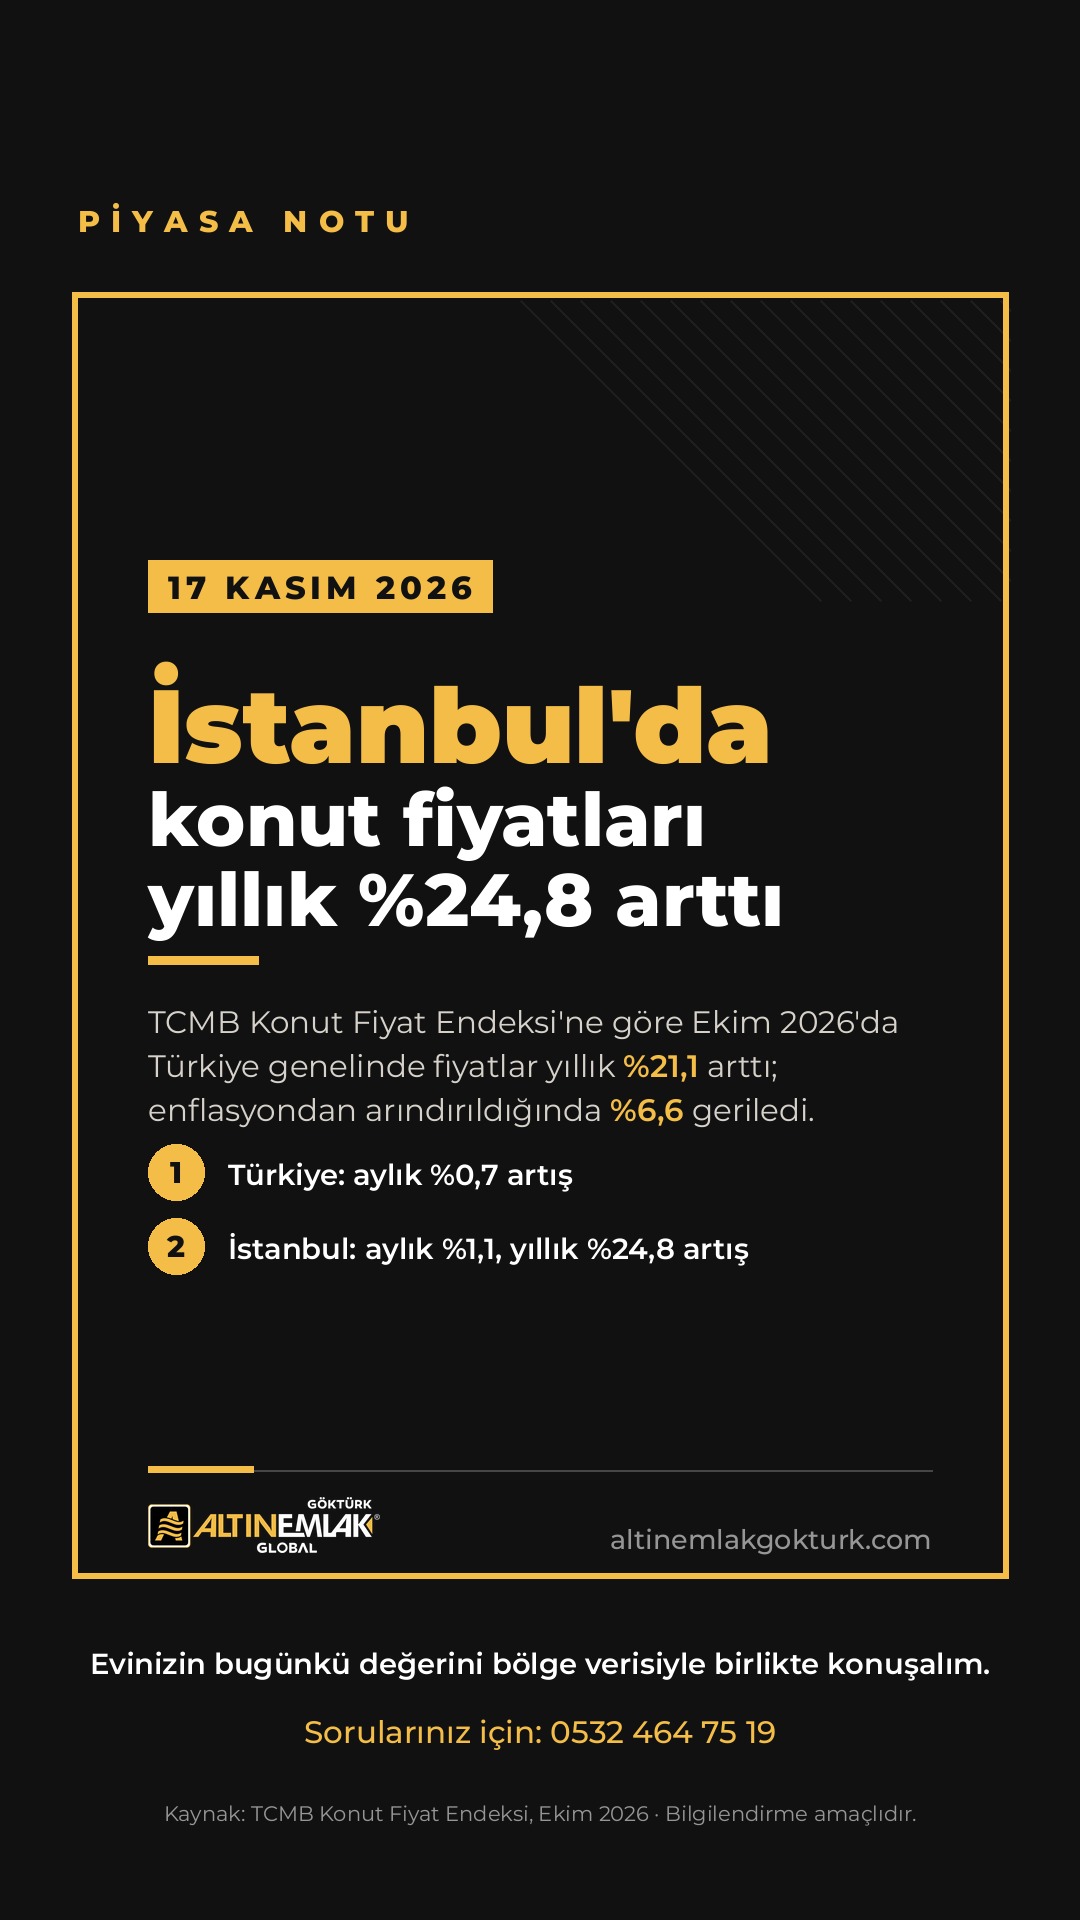 PİYASA NOTU
17 KASIM 2026
İstanbul'da
konut fiyatları
yıllık %24,8 arttı
TCMB Konut Fiyat Endeksi'ne göre Ekim 2026'da
Türkiye genelinde fiyatlar yıllık %21,1 arttı;
enflasyondan arındırıldığında %6,6 geriledi.
1 Türkiye: aylık %0,7 artış
2 İstanbul: aylık %1,1, yıllık %24,8 artış
GÖKTÜRK
ALTINEMLAK®
GLOBAL
altinemlakgokturk.com
Evinizin bugünkü değerini bölge verisiyle birlikte konuşalım.
Sorularınız için: 0532 464 75 19
Kaynak: TCMB Konut Fiyat Endeksi, Ekim 2026 · Bilgilendirme amaçlıdır.